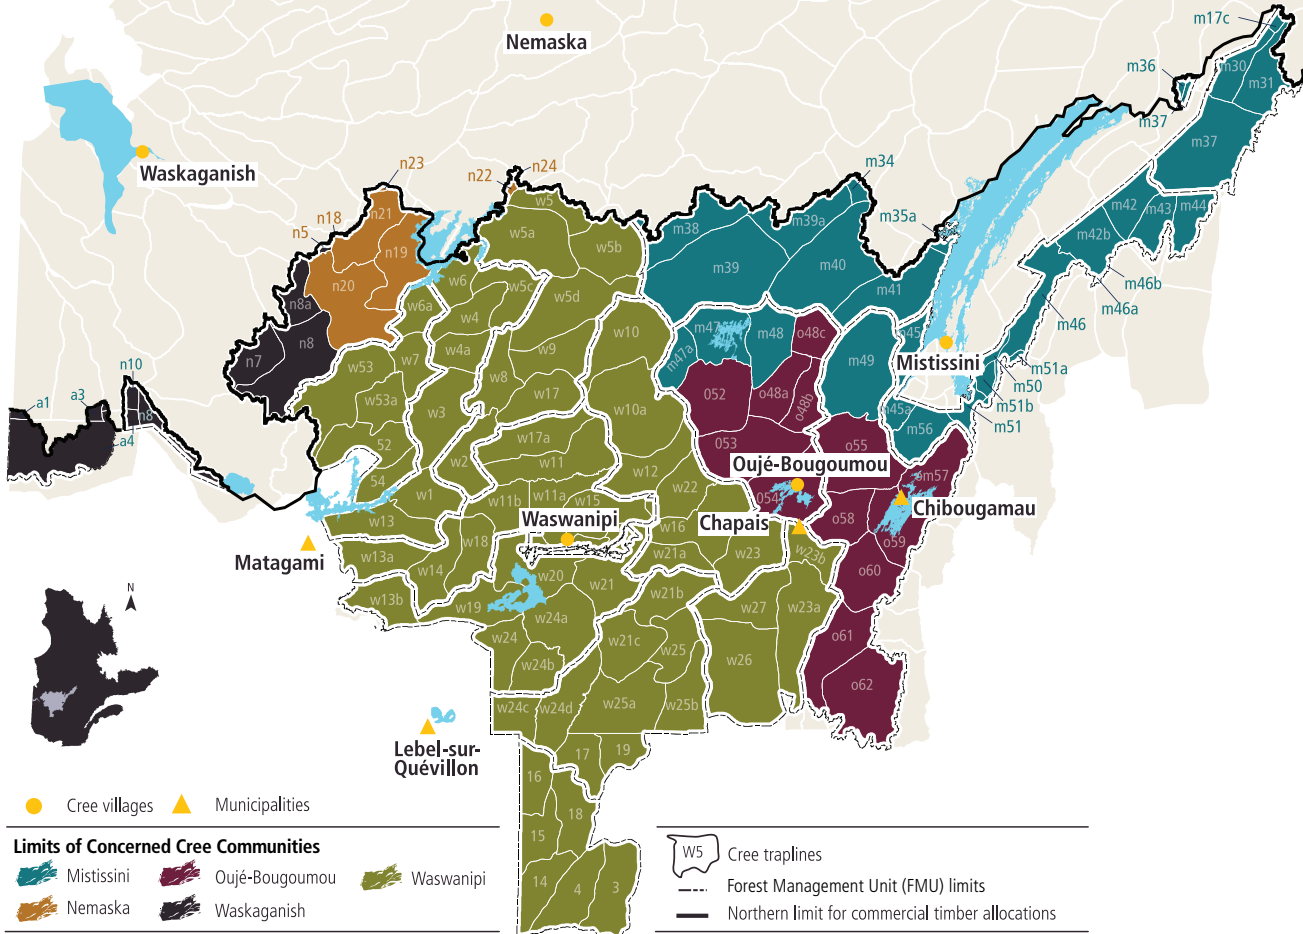 m17c
Nemaska
m36
m30
m31
m37
Waskaganish
n23
n24
n22
m34
m37
n18
n21
w5
m39a
m35a
m42
m43
m44
n5
n19
w5a
w5b
m38
m42b
m39
m40
m46b
n20
w6
w5c
m41
m46a
n8a
w6a
w5d
m46
w4
w10
m47
m48
o48c
m45
n7
n8
w4a
w9
m47a
m49
Mistissini
w53
w7
w8
m51a
n10
w53a
w17
052
o48a
o48b
m50
a1
a3
w3
w10a
m45a
m51b
n8
m56
m51
Ca4
52
w17a
053
o55
w2
w11
w12
Oujé-Bougoumou
om57
54
w1
w11b
w11a
w15
w22
054
Chibougamau
w13
Waswanipi
w16
Chapais
o58
o59
Matagami
w13a
w18
w21a
w23
w23b
w14
w20
w21
w21b
o60
N
w13b
w19
w24a
w27
w23a
w24
w21c
w25
o61
w24b
w26
o62
w24c
w24d
w25a
w25b
Lebel-sur-
Quévillon
17
19
16
18
15
14
4
3
Cree villages
Municipalities
Limits of Concerned Cree Communities
Mistissini
Oujé-Bougoumou
Waswanipi
Nemaska
Waskaganish
W5
Cree traplines
Forest Management Unit (FMU) limits
Northern limit for commercial timber allocations